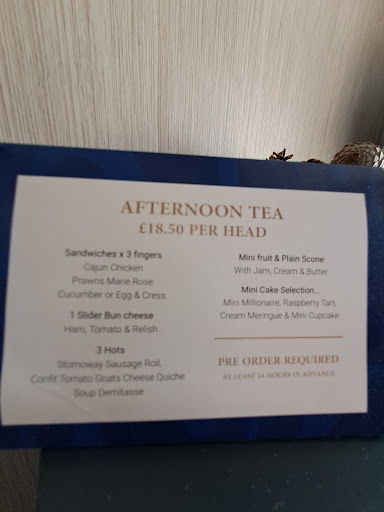 AFTERNOON TEA
£18.50 PER HEAD
Sandwiches x 3 fingers
Cajun Chicken
Prawns Marie Rose
Cucumber or Egg & Cress
1 Slider Bun cheese
Ham, Tomato & Relish
3 Hots
Stornoway Sausage Roll,
Confit Tomato Goats Cheese Quiche
Soup Demitasse
Mini fruit & Plain Scone
With Jam, Cream & Butter
Mini Cake Selection...
Mini Millionaire, Raspberry Tart,
Cream Meringue & Mini Cupcake
PRE ORDER REQUIRED
AT LEAST 24 HOURS IN ADVANCE